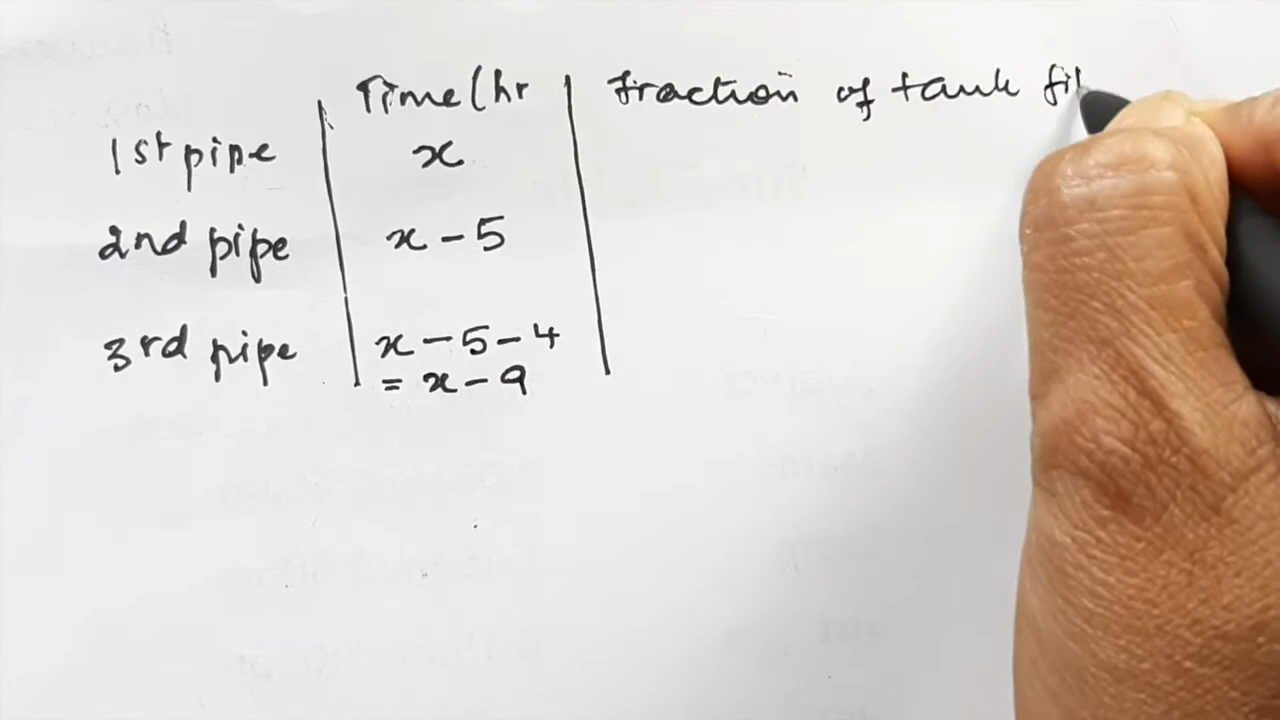 Time (hr fraction of tank fil
1st pipe x
2nd pipe x - 5
3rd pipe x - 5 - 4
= x - 9